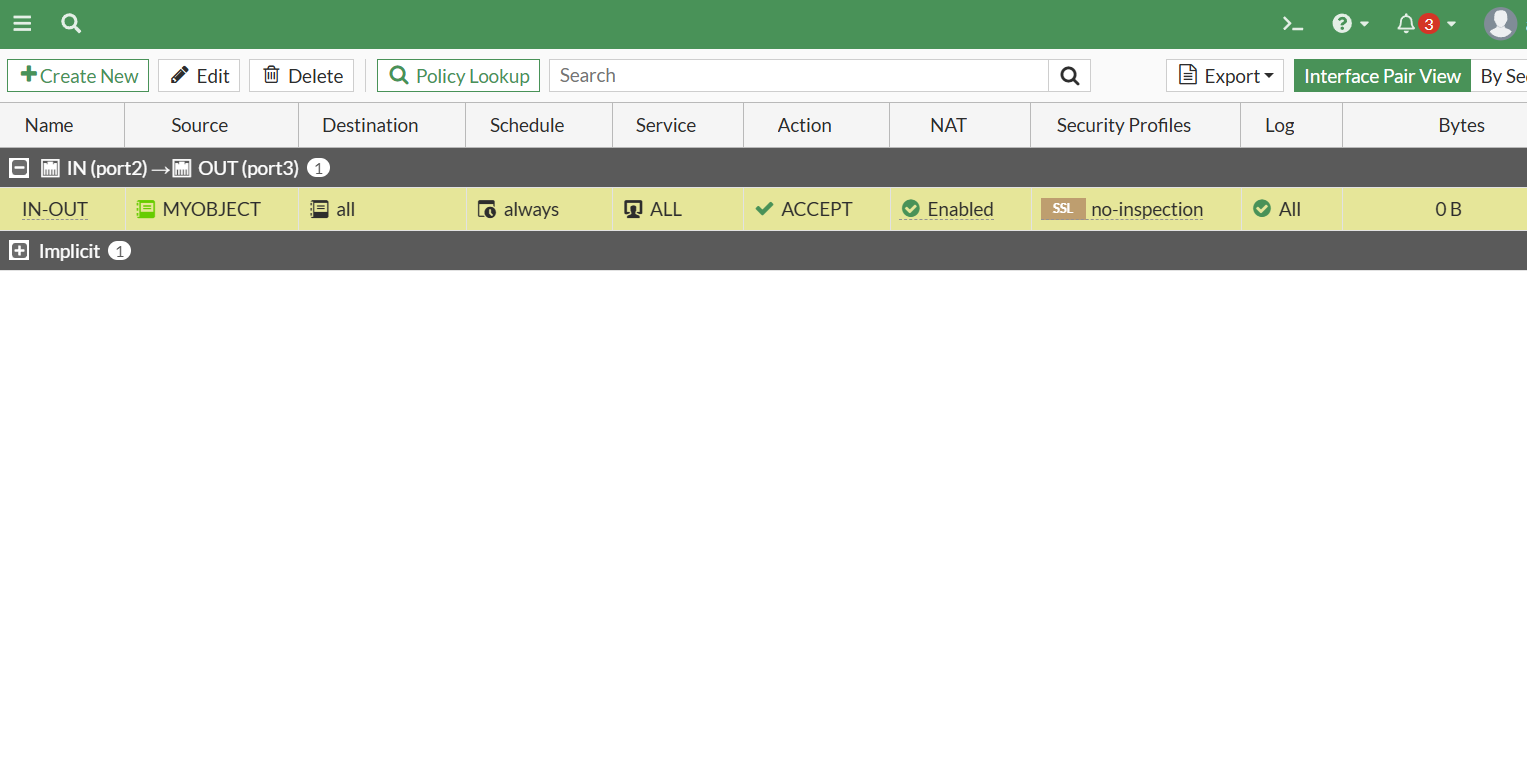 3
Create New Edit Delete Policy Lookup Search Export Interface Pair View By Se
Name Source Destination Schedule Service Action NAT Security Profiles Log Bytes
IN (port2) → OUT (port3) 1
IN-OUT MYOBJECT all always ALL ACCEPT Enabled SSL no-inspection All 0 B
Implicit 1